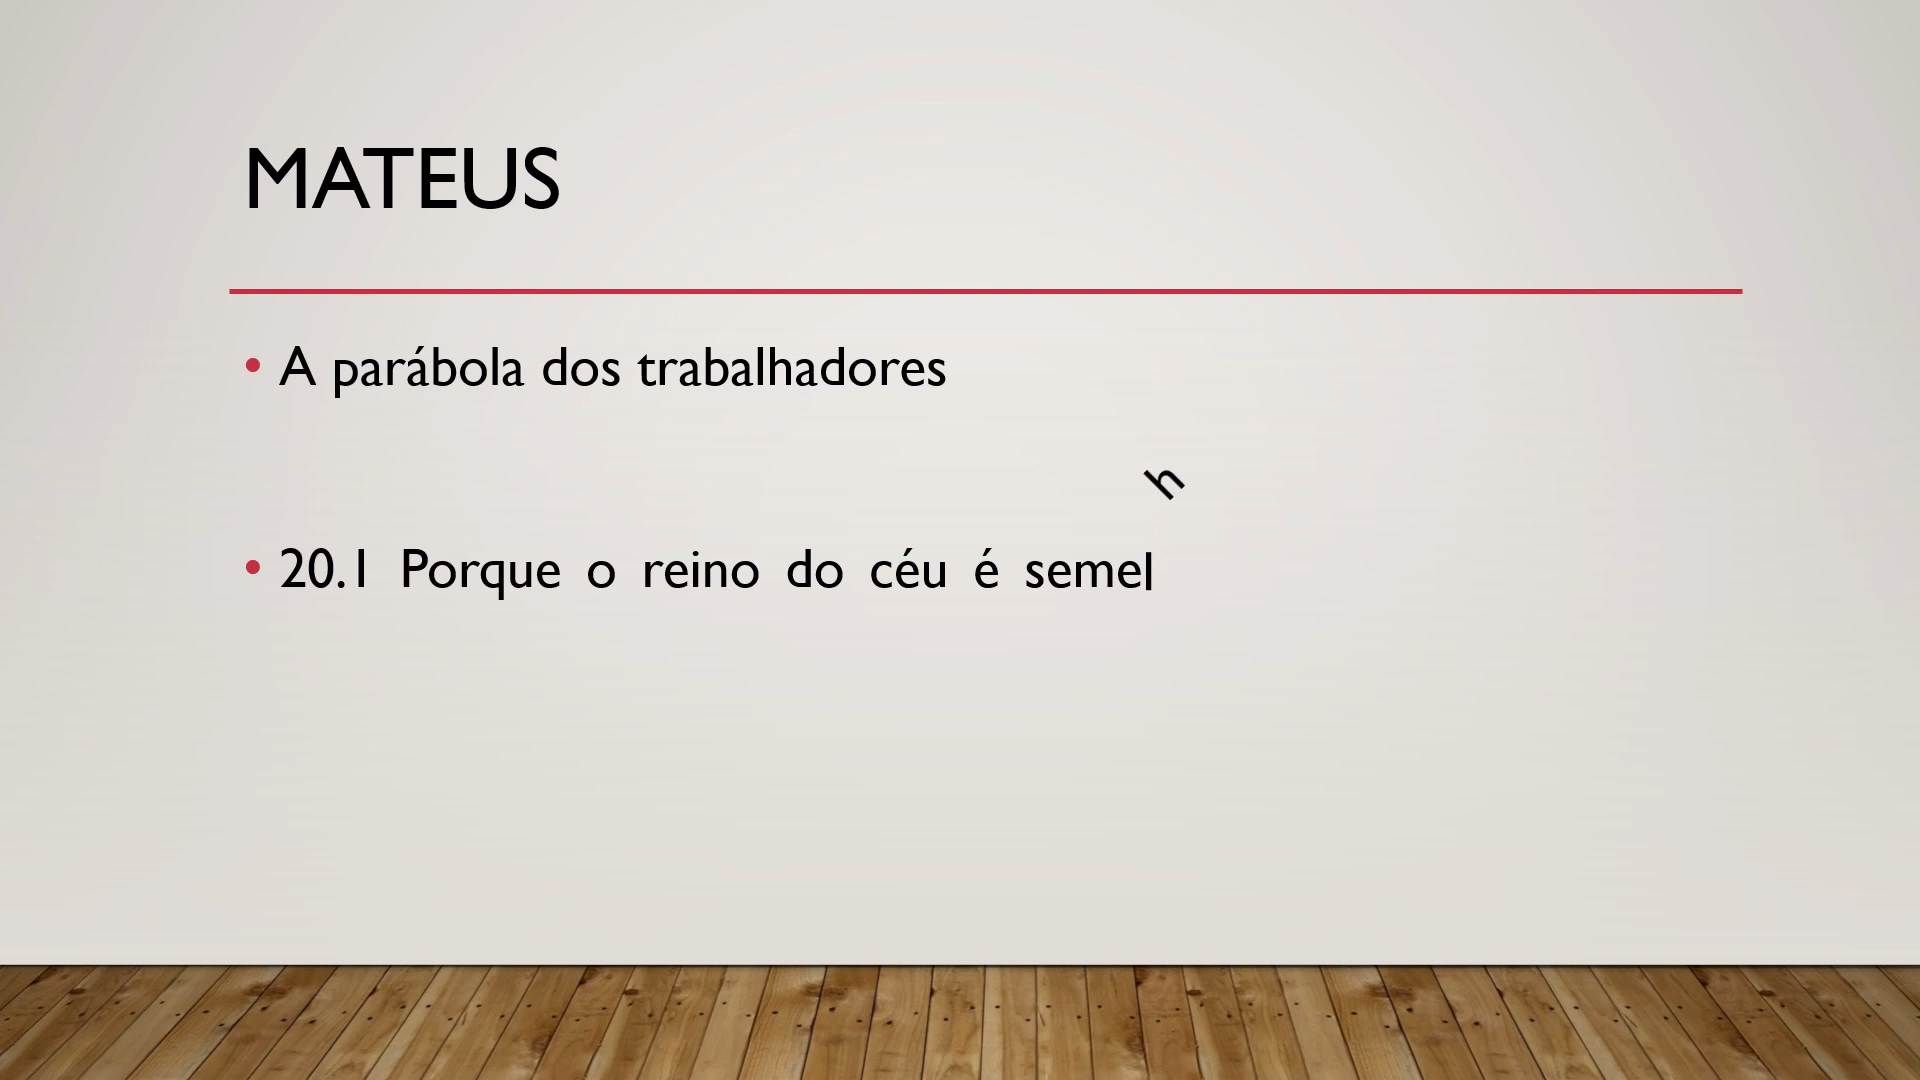 MATEUS
• A parábola dos trabalhadores
h
• 20.1 Porque o reino do céu é semel